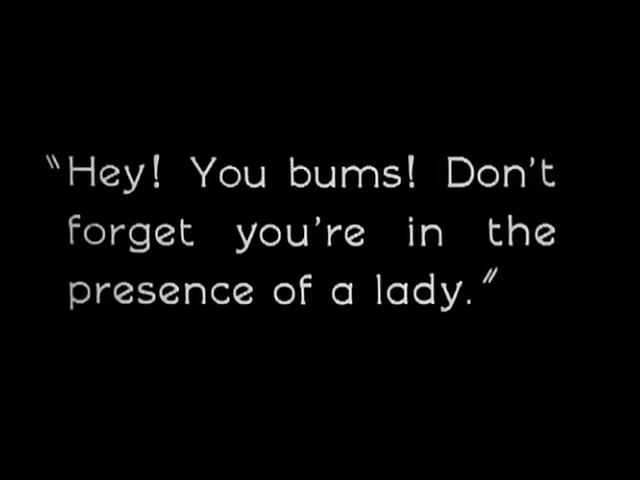 "Hey! You bums! Don't
forget you're in the
presence of a lady."